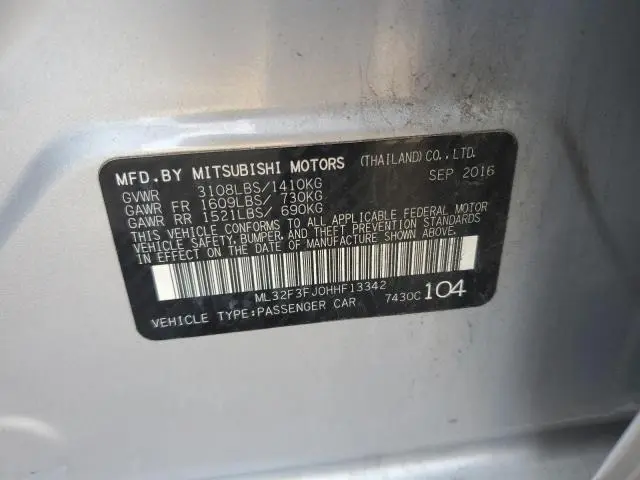 MFD.BY MITSUBISHI MOTORS (THAILAND) CO., LTD.
SEP 2016
GVWR 3108LBS/1410KG
GAWR FR 1609LBS/ 730KG
GAWR RR 1521LBS/ 690KG
THIS VEHICLE CONFORMS TO ALL APPLICABLE FEDERAL MOTOR
VEHICLE SAFETY, BUMPER, AND THEFT PREVENTION STANDARDS
IN EFFECT ON THE DATE OF MANUFACTURE SHOWN ABOVE.
ML32F3FJ0HHF13342
7430C 104
VEHICLE TYPE:PASSENGER CAR